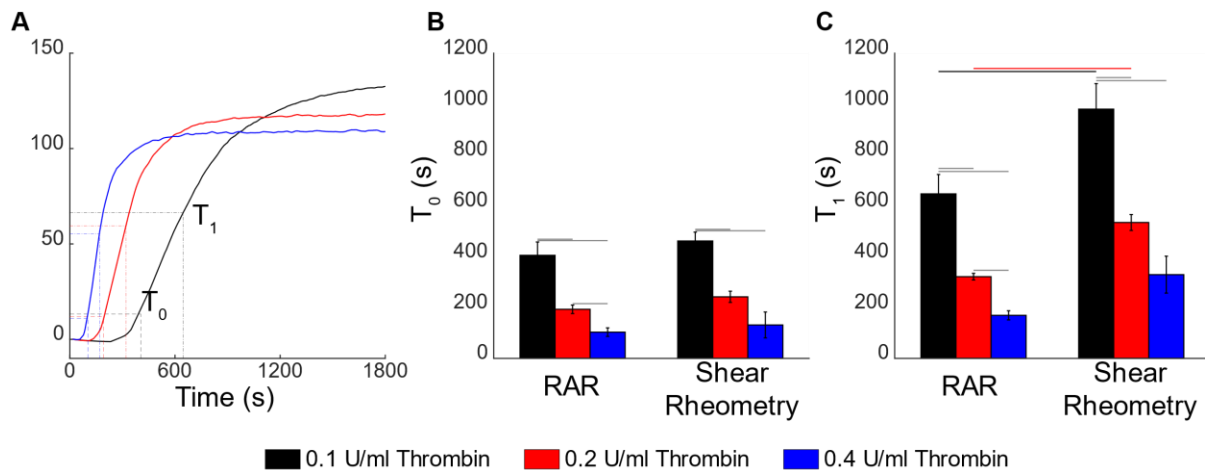 A
150
100
50
0
T₁
T₀
0 600 1200 1800
Time (s)
B
T₀ (s)
1200
1000
800
600
400
200
0
RAR
Shear
Rheometry
C
T₁ (s)
1200
1000
800
600
400
200
0
RAR
Shear
Rheometry
0.1 U/ml Thrombin 0.2 U/ml Thrombin 0.4 U/ml Thrombin